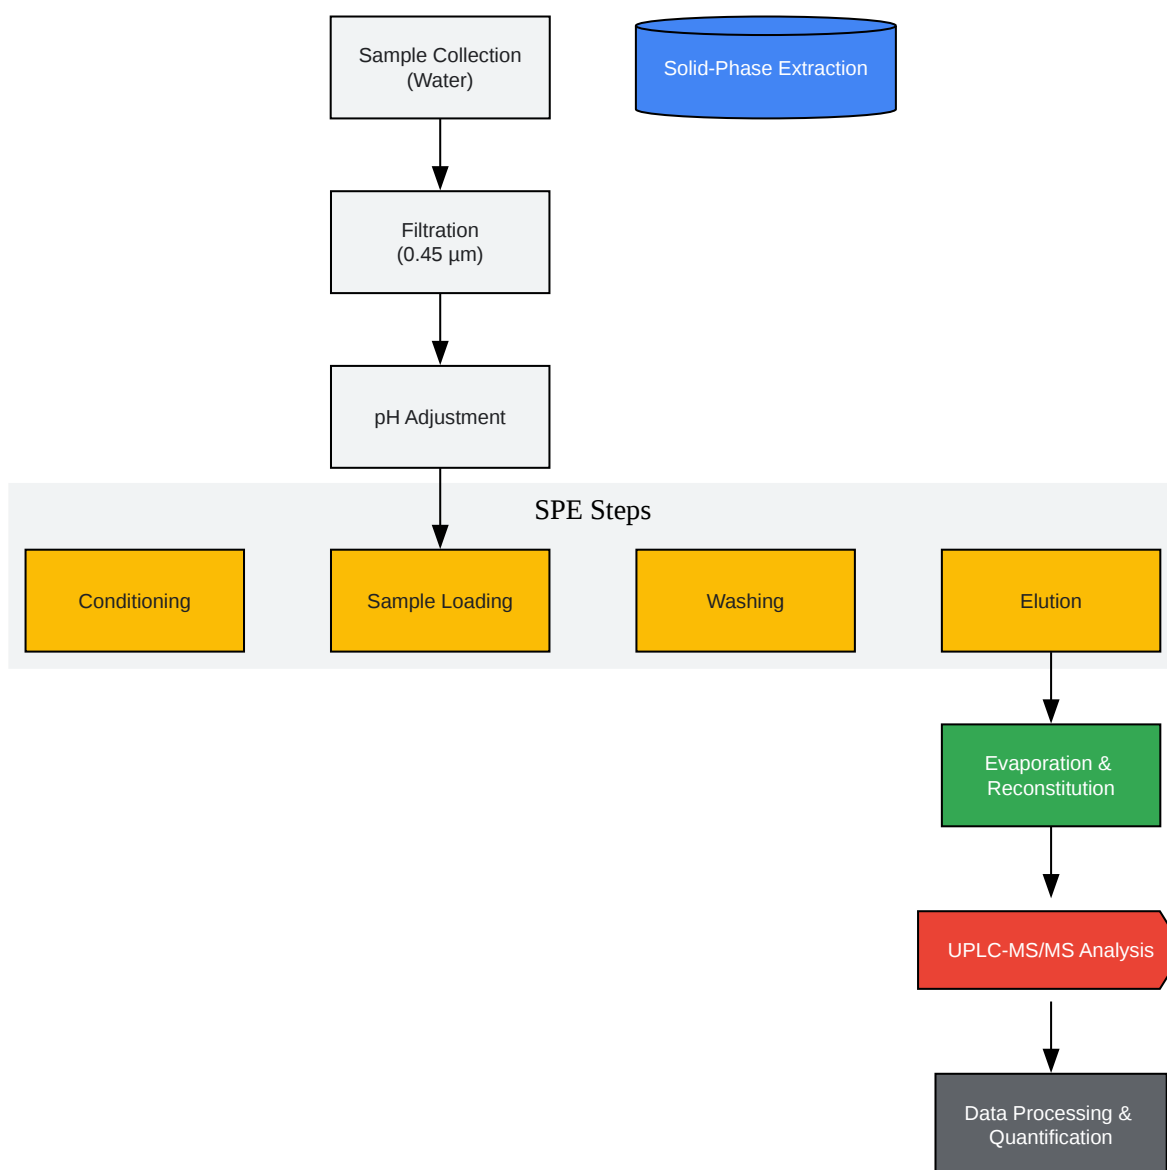 Sample Collection
(Water)
Solid-Phase Extraction
Filtration
(0.45 µm)
pH Adjustment
SPE Steps
Conditioning
Sample Loading
Washing
Elution
Evaporation &
Reconstitution
UPLC-MS/MS Analysis
Data Processing &
Quantification